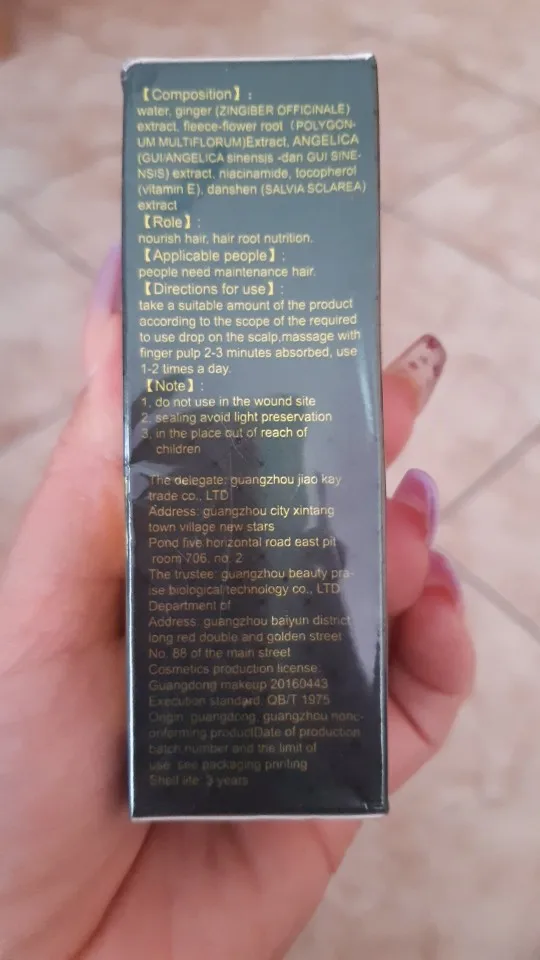 【Composition】:
water, ginger (ZINGIBER OFFICINALE)
extract, fleece-flower root (POLYGON-
UM MULTIFLORUM)Extract, ANGELICA
(GUI/ANGELICA sinensis -dan GUI SINE-
NSIS) extract, niacinamide, tocopherol
(vitamin E), danshen (SALVIA SCLAREA)
extract
【Role】:
nourish hair, hair root nutrition.
【Applicable people】:
people need maintenance hair.
【Directions for use】:
take a suitable amount of the product
according to the scope of the required
to use drop on the scalp,massage with
finger pulp 2-3 minutes absorbed, use
1-2 times a day.
【Note】:
1, do not use in the wound site
2, sealing avoid light preservation
3, in the place out of reach of
children
The delegate: guangzhou jiao kay
trade co., LTD
Address: guangzhou city xintang
town village new stars
Pond five horizontal road east pit
room 706, no. 2
The trustee: guangzhou beauty pra-
ise biological technology co., LTD
Department of
Address: guangzhou baiyun district
long red double and golden street
No. 88 of the main street
Cosmetics production license:
Guangdong makeup 20160443
Execution standard: QB/T 1975
Origin: guangdong, guangzhou nonc-
onforming productDate of production
batch number and the limit of
use: see packaging printing
Shelf life: 3 years